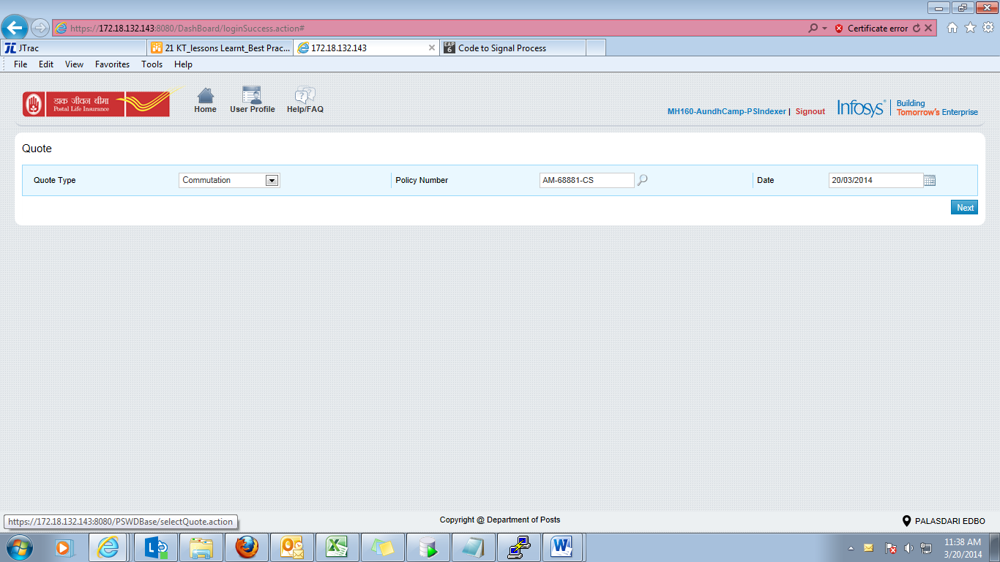 https://172.18.132.143:8080/DashBoard/loginSuccess.action#
Certificate error
JTrac
21 KT_lessons Learnt_Best Prac...
172.18.132.143
EAP 6
Code to Signal Process
File Edit View Favorites Tools Help
डाक जीवन बीमा
Postal Life Insurance
Home
User Profile
Help/FAQ
MH160-AundhCamp-PSIndexer | Signout
Infosys® | Building
Tomorrow's Enterprise
Quote
Quote Type
Commutation
Policy Number
AM-68881-CS
Date
20/03/2014
Next
https://172.18.132.143:8080/PSWDBase/selectQuote.action
Copyright @ Department of Posts
PALASDARI EDBO
11:38 AM
3/20/2014